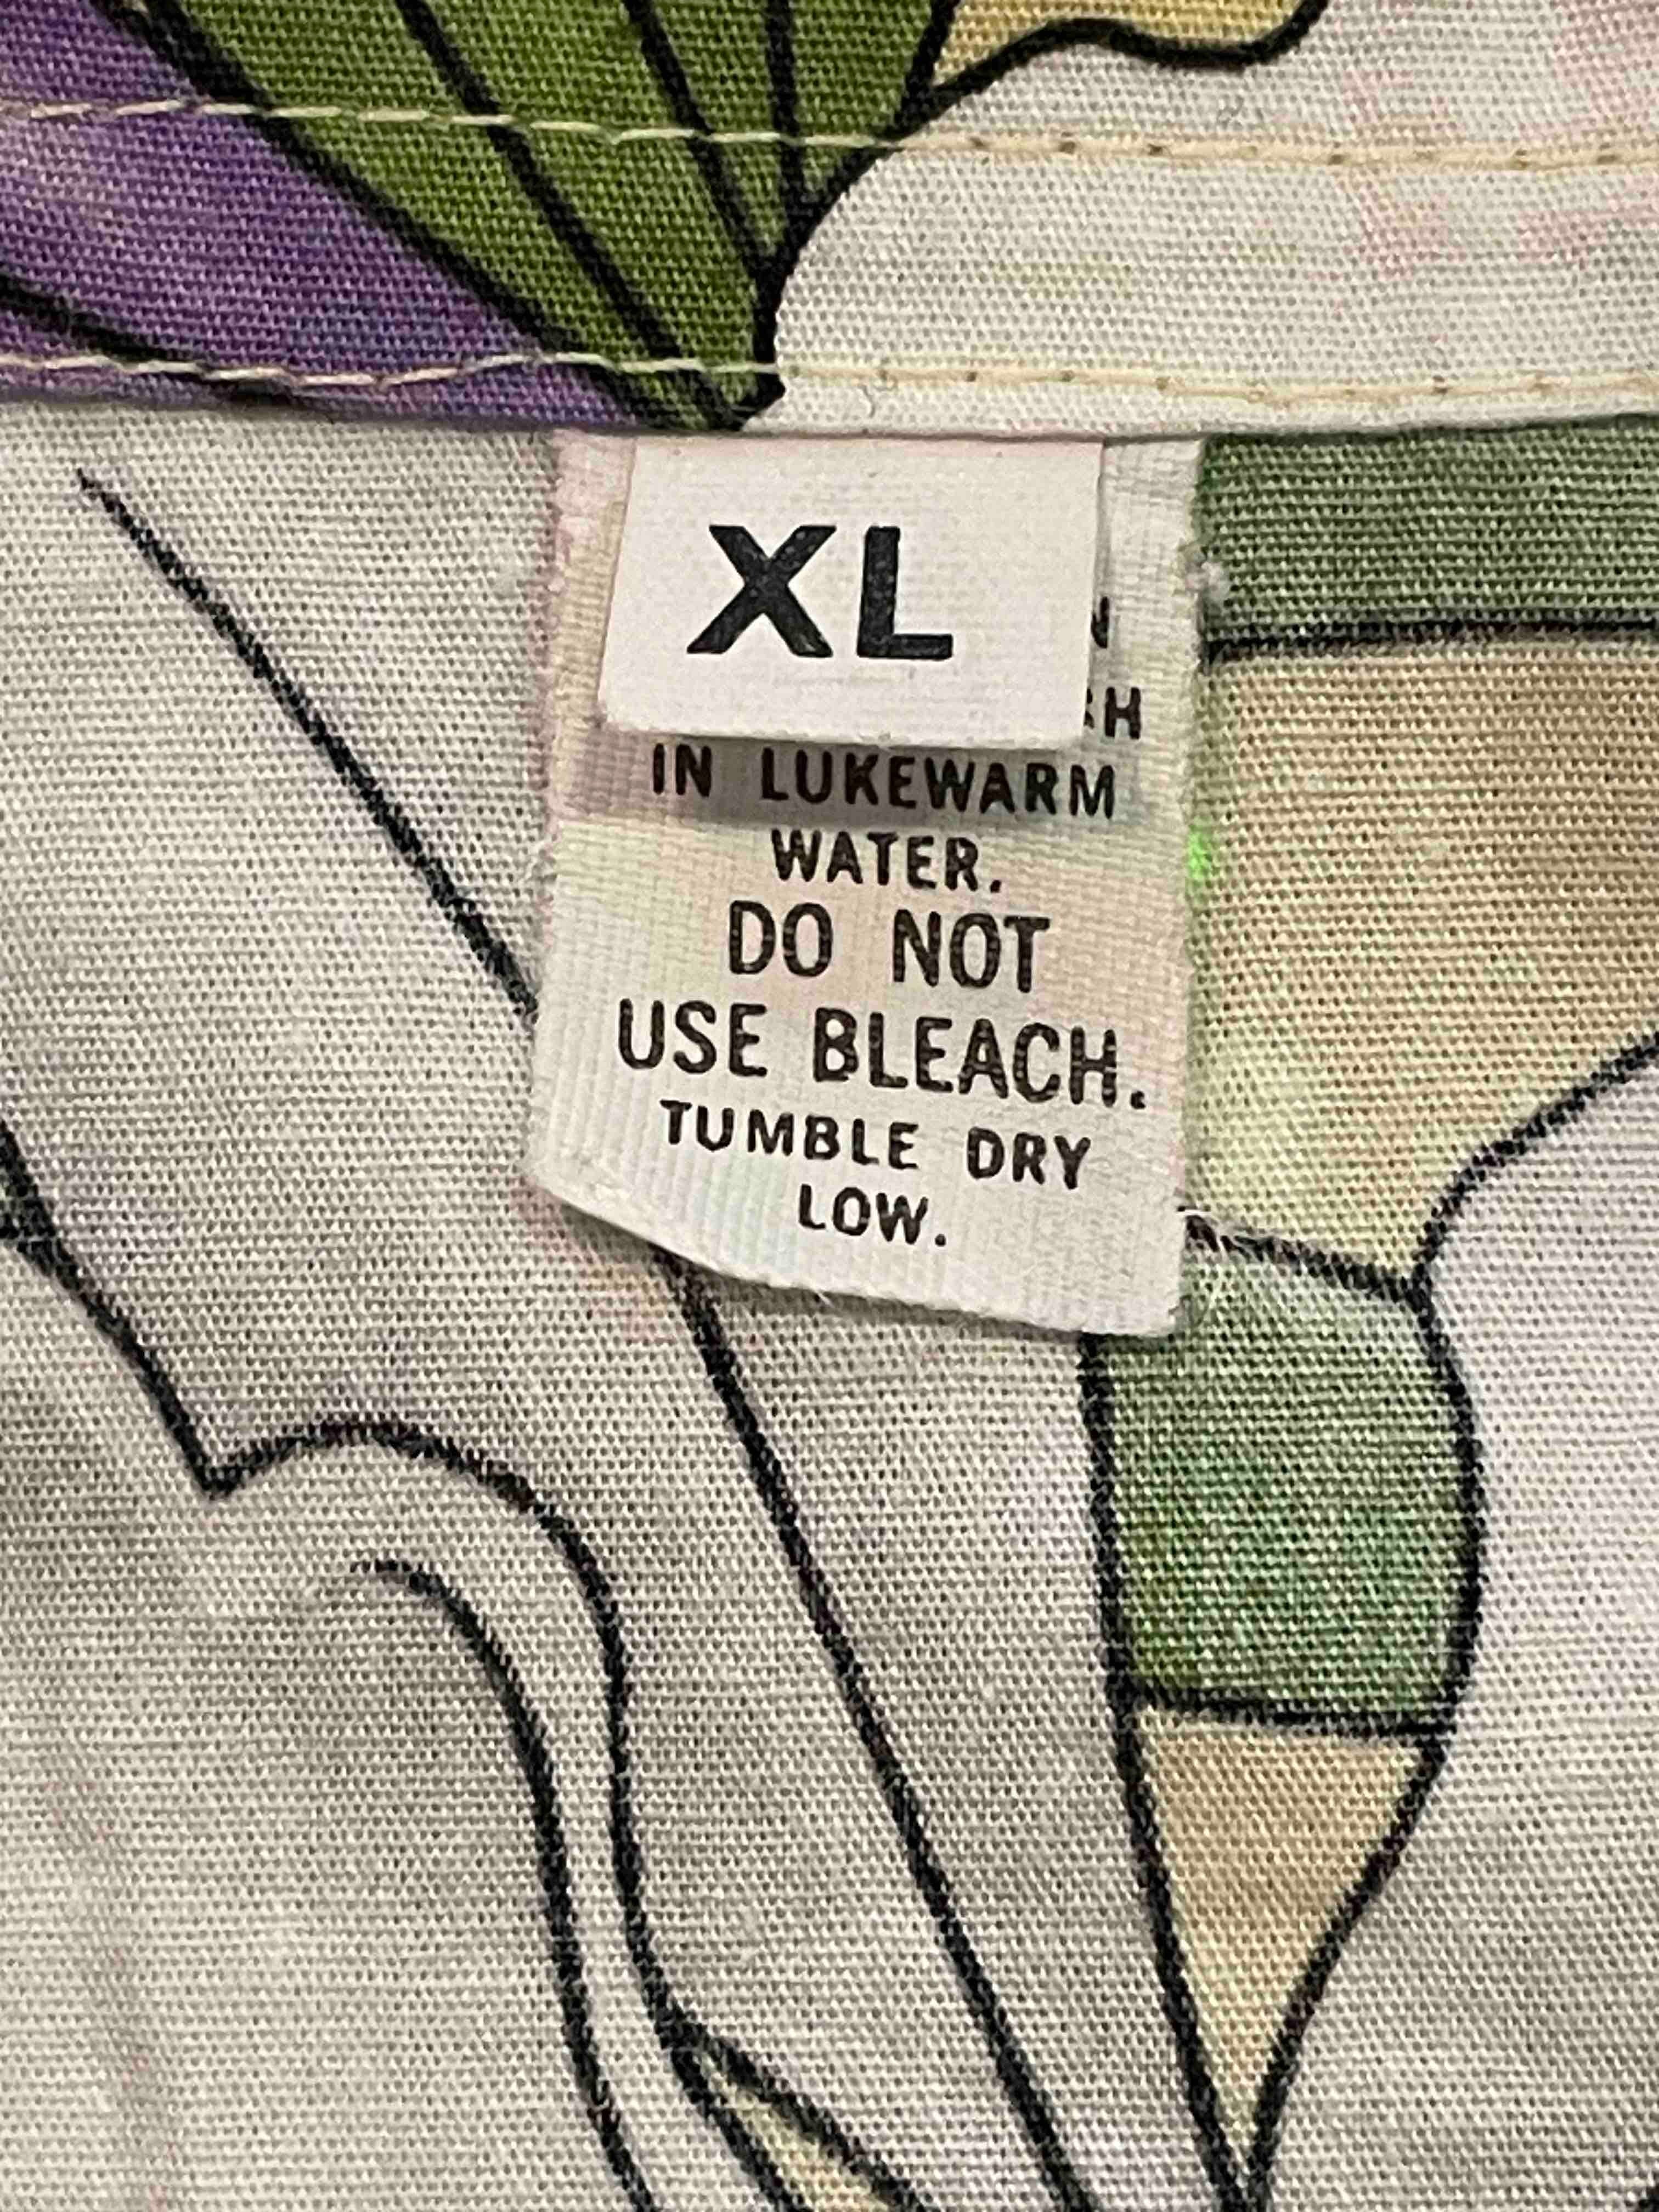 XL
IN LUKEWARM
WATER.
DO NOT
USE BLEACH.
TUMBLE DRY
LOW.